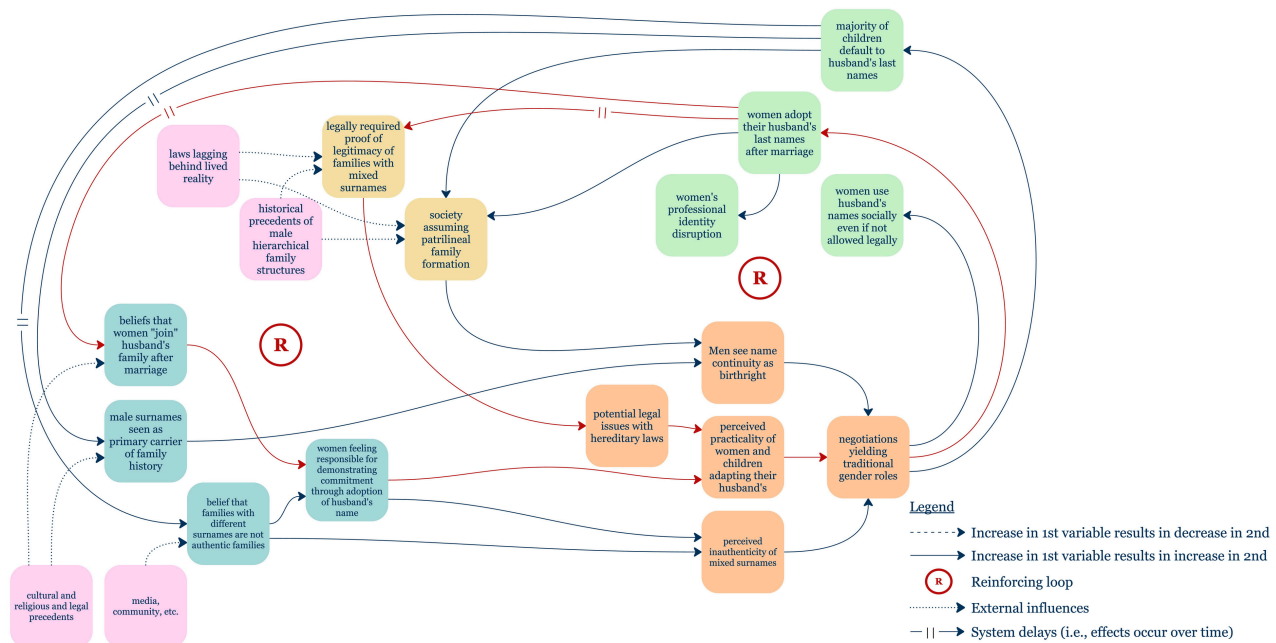 majority of
children
default to
husband's last
names
women adopt
their husband's
last names
after marriage
legally required
proof of
legitimacy of
families with
mixed surnames
laws lagging
behind lived
reality
women's
professional
identity
disruption
women use
husband's
names socially
even if not
allowed legally
historical
precedents of
male
hierarchical
family
structures
society
assuming
patrilineal
family
formation
R
R
beliefs that
women "join"
husband's
family after
marriage
Men see name
continuity as
birthright
male surnames
seen as
primary carrier
of family
history
potential legal
issues with
hereditary laws
perceived
practicality of
women and
children
adapting their
husband's
negotiations
yielding
traditional
gender roles
women feeling
responsible for
demonstrating
commitment
through adoption
of husband's
name
belief that
families with
different
surnames are not
authentic families
perceived
inauthenticity of
mixed surnames
cultural and
religious and legal
precedents
media,
community, etc.
Legend
Increase in 1st variable results in decrease in 2nd
Increase in 1st variable results in increase in 2nd
R Reinforcing loop
External influences
System delays (i.e., effects occur over time)